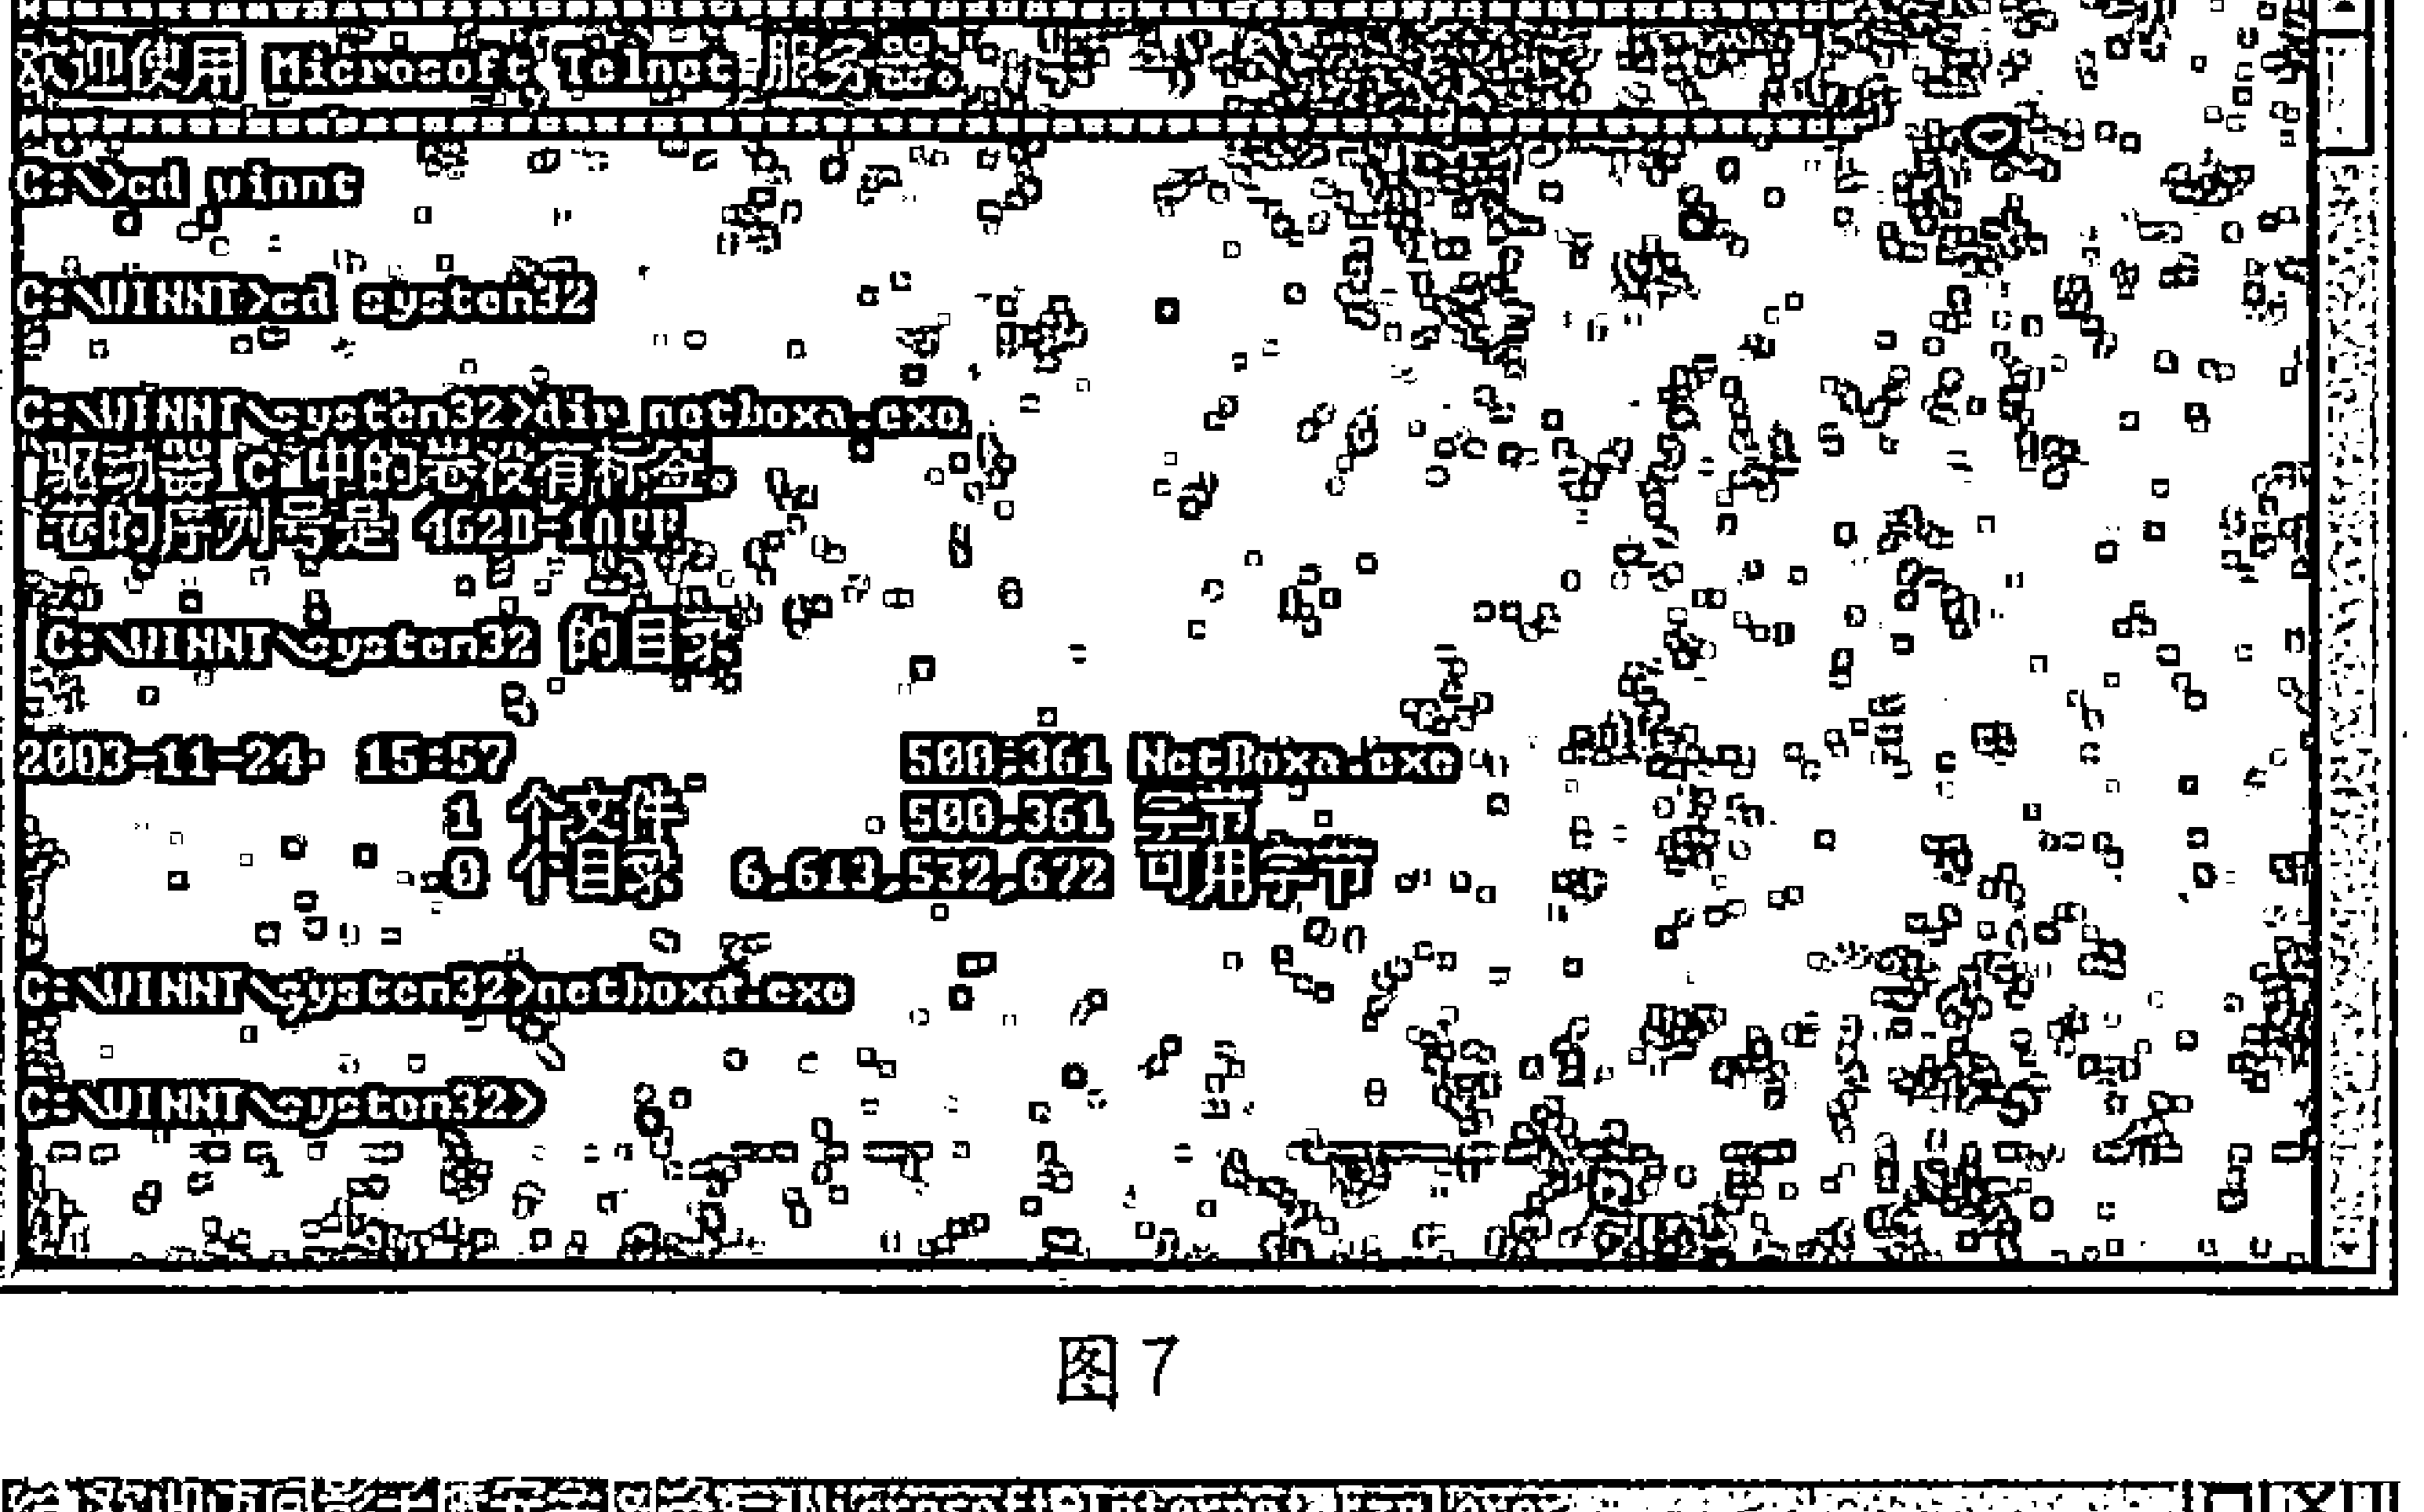 欢迎使用 Microsoft Telnet 服务器。
C:\>cd winnt
C:\WINNT>cd system32
C:\WINNT\system32>dir netboxa.exe
驱动器 C 中的卷没有标签。
卷的序列号是
C:\WINNT\system32 的目录
2003-11-24 15:57 500,361 NetBoxa.exe
1 个文件 500,361 字节
0 个目录 6,613,532,672 可用字节
C:\WINNT\system32>netboxa.exe
C:\WINNT\system32>
图7